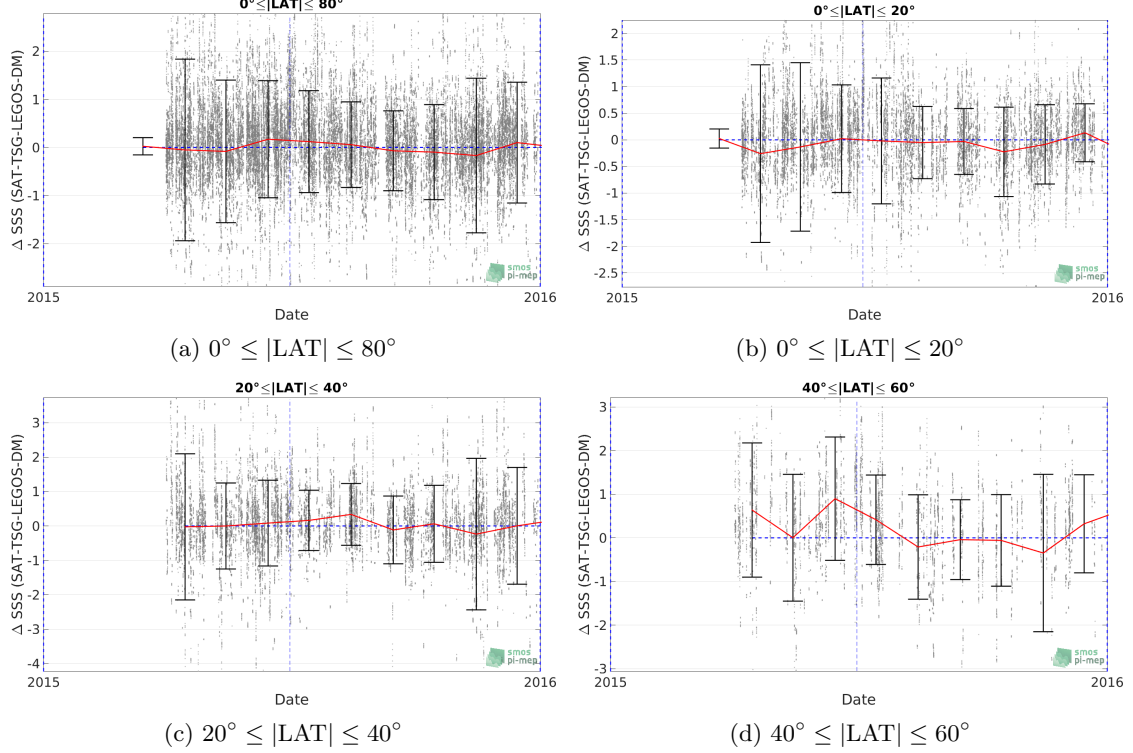 0°≤|LAT|≤ 80°
Δ SSS (SAT-TSG-LEGOS-DM)
2
1
0
-1
-2
smos
pi-mep
2015
2016
Date
(a) 0° ≤ |LAT| ≤ 80°
0°≤|LAT|≤ 20°
Δ SSS (SAT-TSG-LEGOS-DM)
2
1.5
1
0.5
0
-0.5
-1
-1.5
-2
-2.5
smos
pi-mep
2015
2016
Date
(b) 0° ≤ |LAT| ≤ 20°
20°≤|LAT|≤ 40°
Δ SSS (SAT-TSG-LEGOS-DM)
3
2
1
0
-1
-2
-3
-4
smos
pi-mep
2015
2016
Date
(c) 20° ≤ |LAT| ≤ 40°
40°≤|LAT|≤ 60°
Δ SSS (SAT-TSG-LEGOS-DM)
3
2
1
0
-1
-2
-3
smos
pi-mep
2015
2016
Date
(d) 40° ≤ |LAT| ≤ 60°